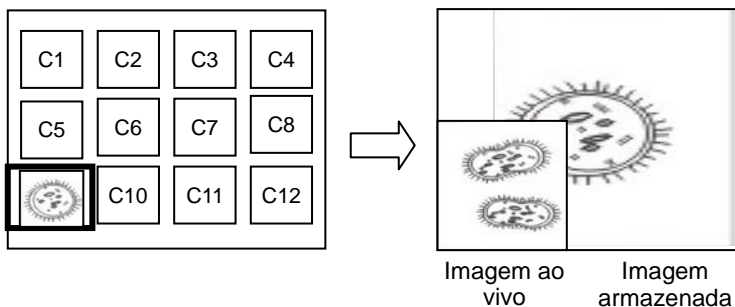 C1 C2 C3 C4
C5 C6 C7 C8
C10 C11 C12
Imagem ao vivo
Imagem armazenada